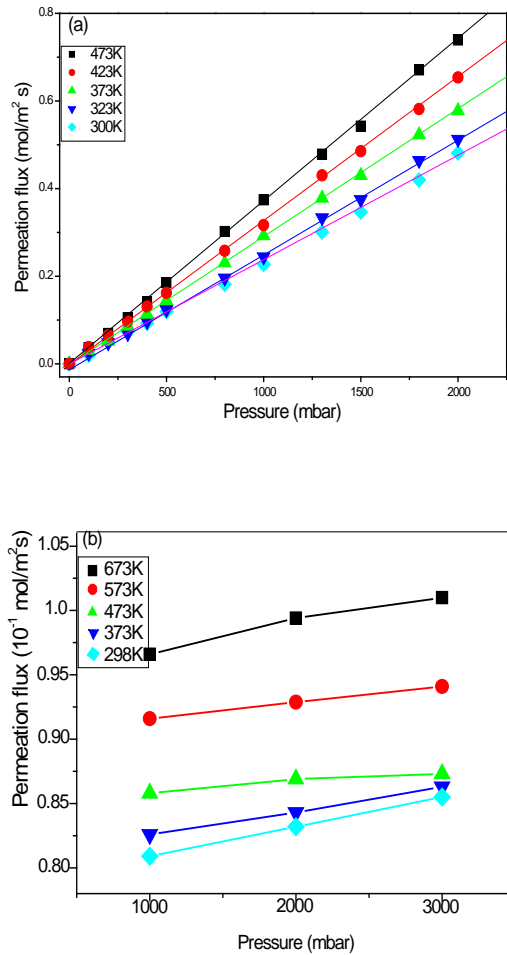 (a)
0.8
0.6
0.4
0.2
0.0
473K
423K
373K
323K
300K
Permeation flux (mol/m² s)
0 500 1000 1500 2000
Pressure (mbar)
(b)
1.05
1.00
0.95
0.90
0.85
0.80
673K
573K
473K
373K
298K
Permeation flux (10⁻¹ mol/m²s)
1000 2000 3000
Pressure (mbar)